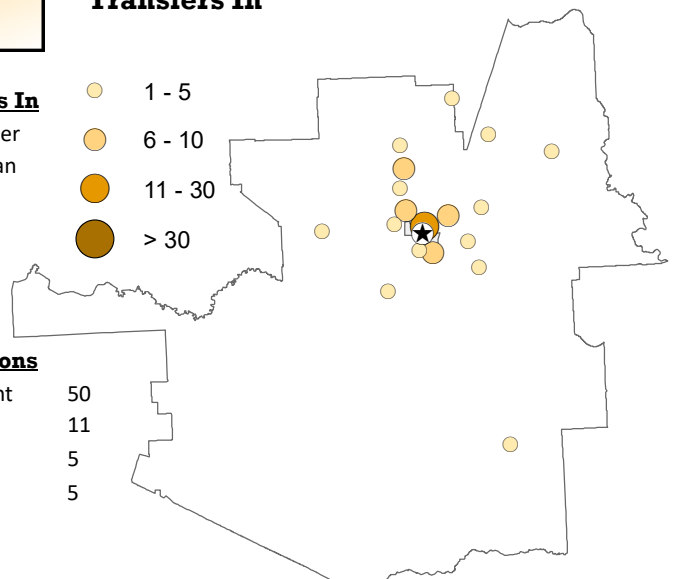 Transfers In
s In
er
an
1 - 5
6 - 10
11 - 30
> 30
ons
nt 50
11
5
5